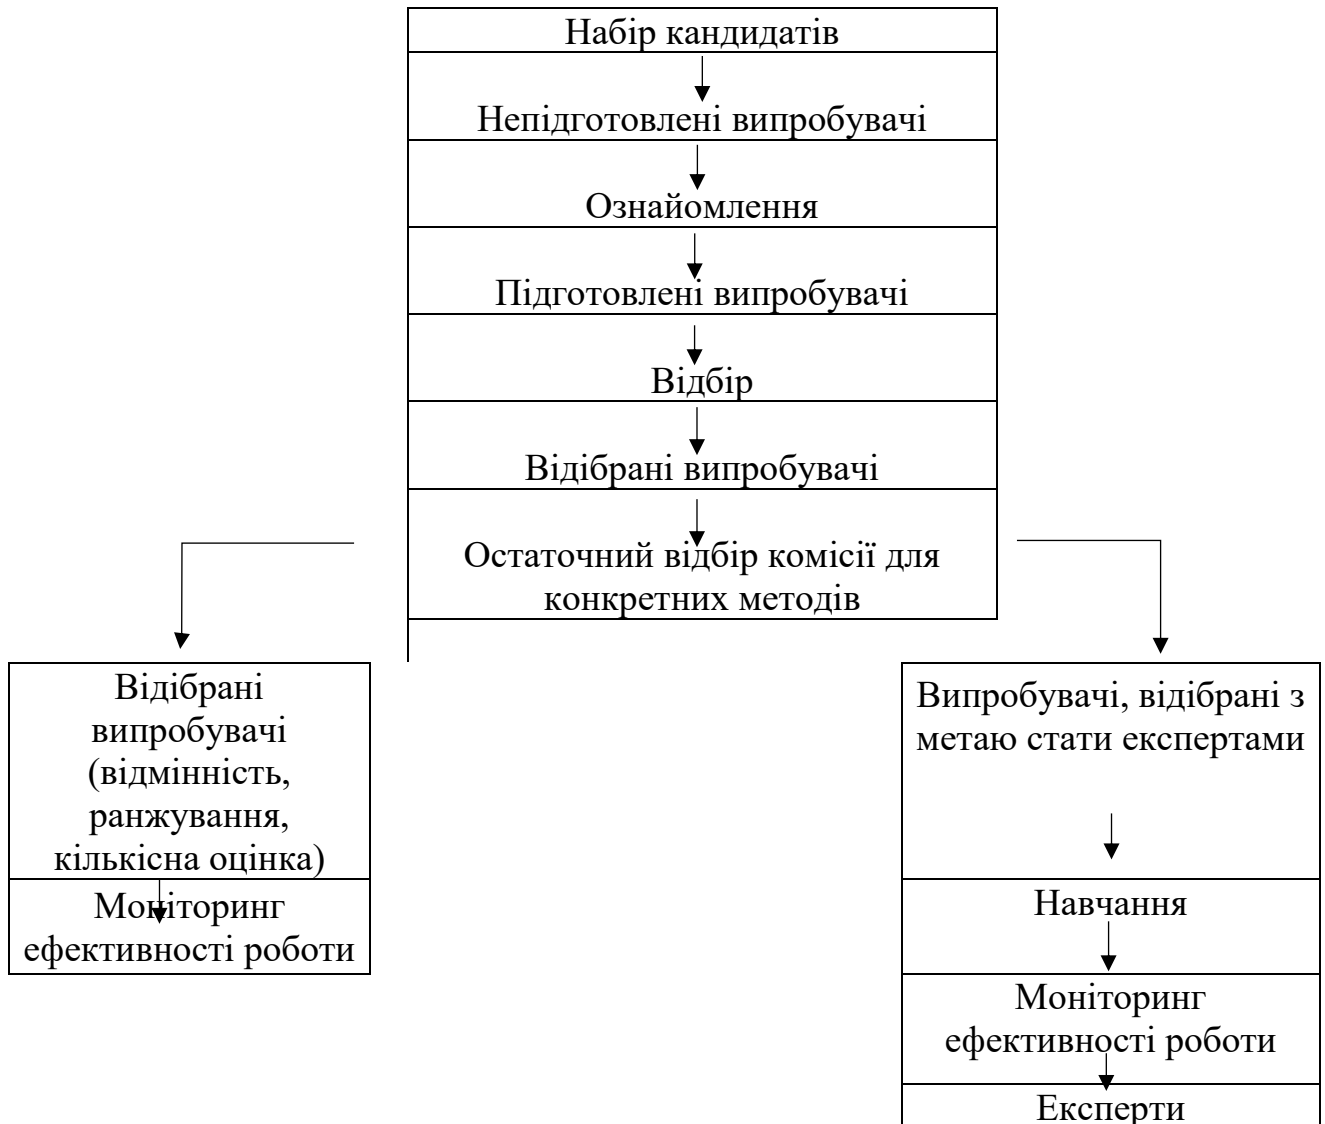 Набір кандидатів
Непідготовлені випробувачі
Ознайомлення
Підготовлені випробувачі
Відбір
Відібрані випробувачі
Остаточний відбір комісії для
конкретних методів
Відібрані
випробувачі
(відмінність,
ранжування,
кількісна оцінка)
Моніторинг
ефективності роботи
Випробувачі, відібрані з
метаю стати експертами
Навчання
Моніторинг
ефективності роботи
Експерти